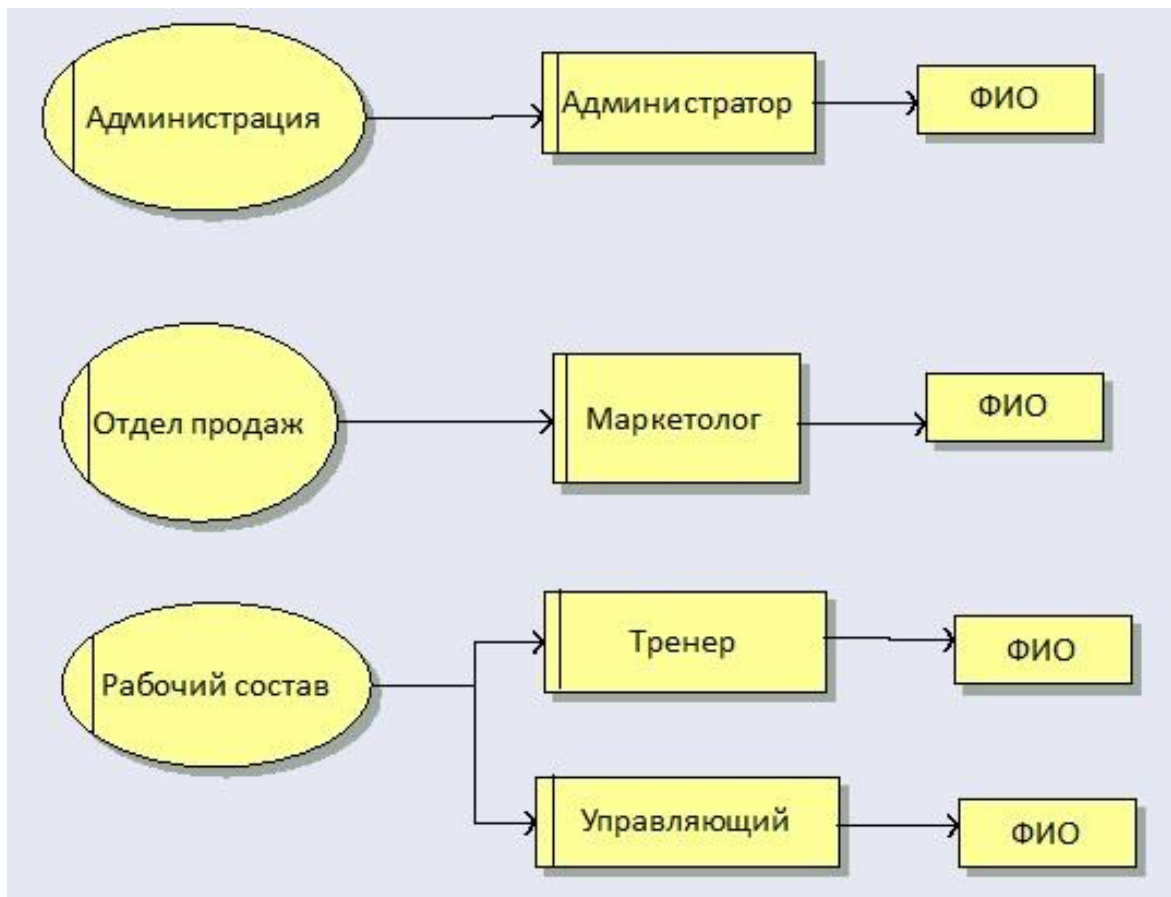 Администрация
Администратор
ФИО
Отдел продаж
Маркетолог
ФИО
Рабочий состав
Тренер
ФИО
Управляющий
ФИО